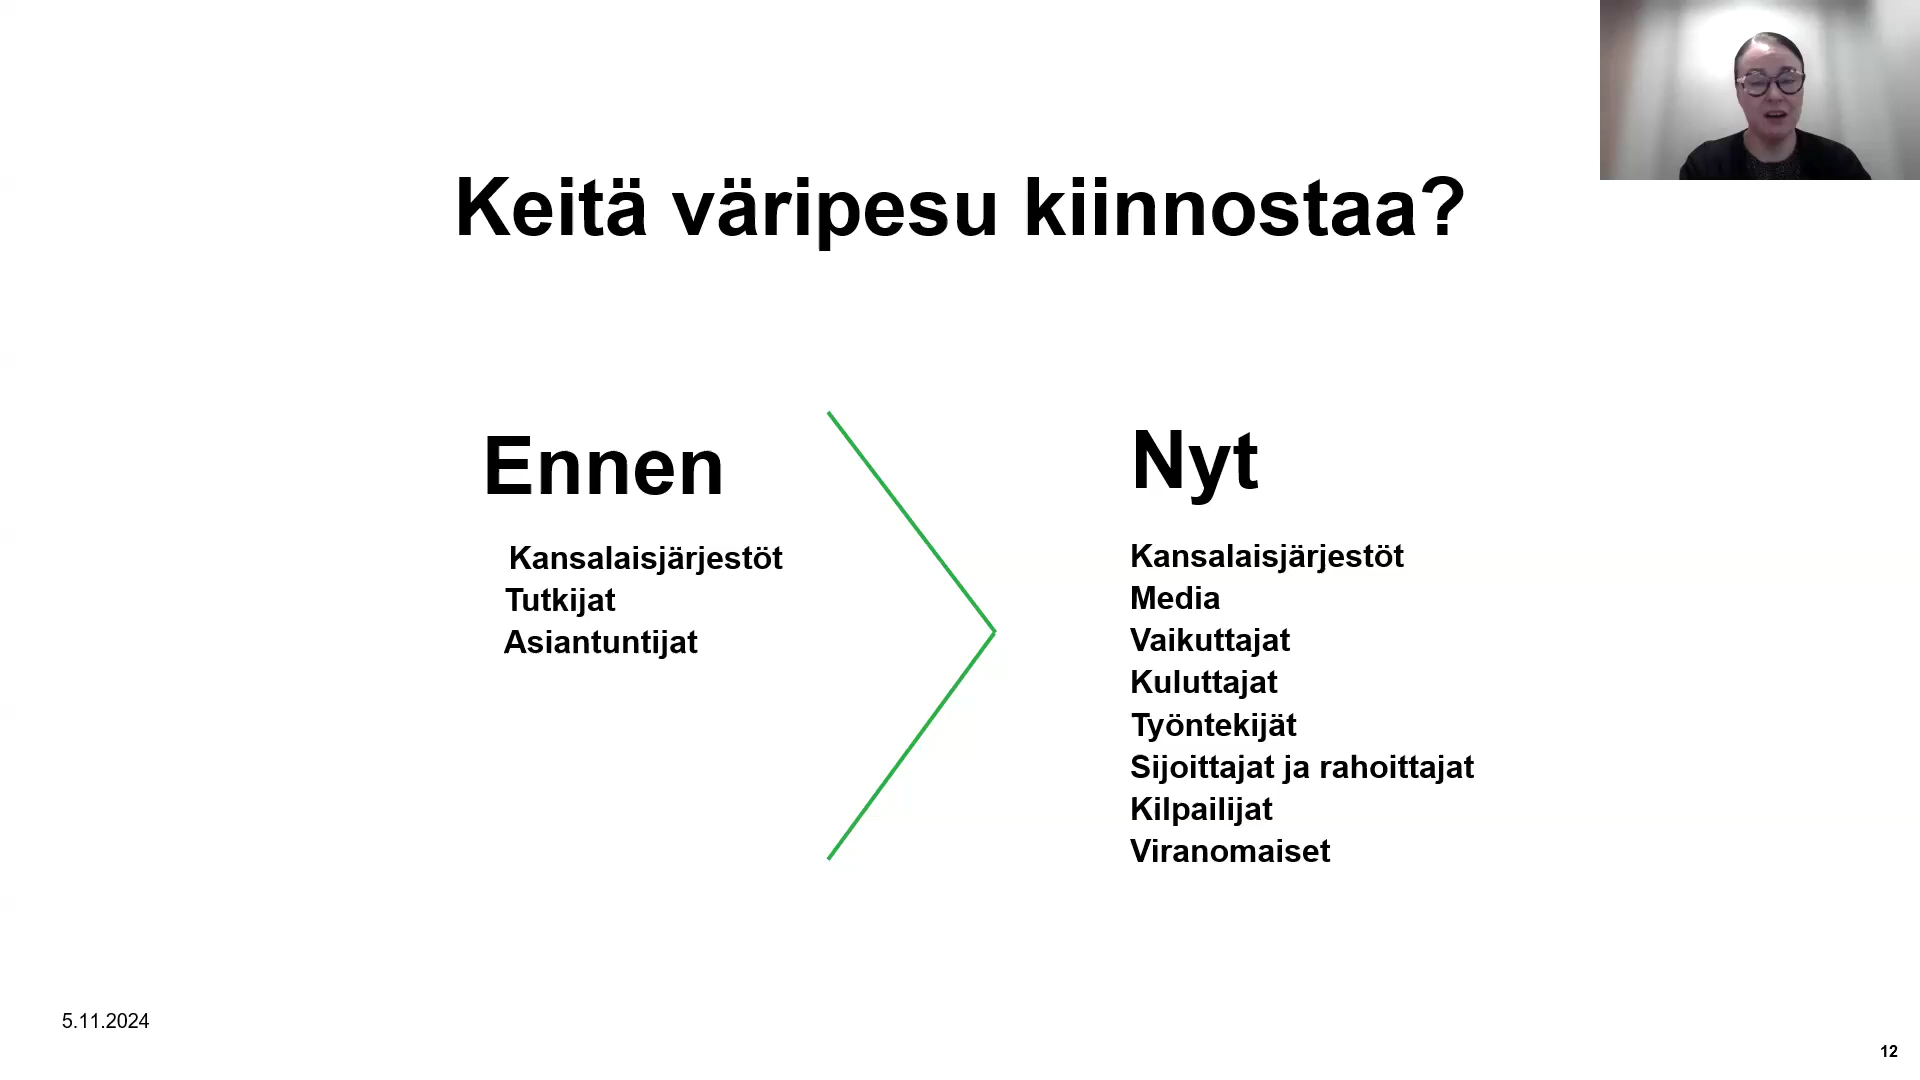 Keitä väripesu kiinnostaa?
Ennen
Kansalaisjärjestöt
Tutkijat
Asiantuntijat
Nyt
Kansalaisjärjestöt
Media
Vaikuttajat
Kuluttajat
Työntekijät
Sijoittajat ja rahoittajat
Kilpailijat
Viranomaiset
5.11.2024
12